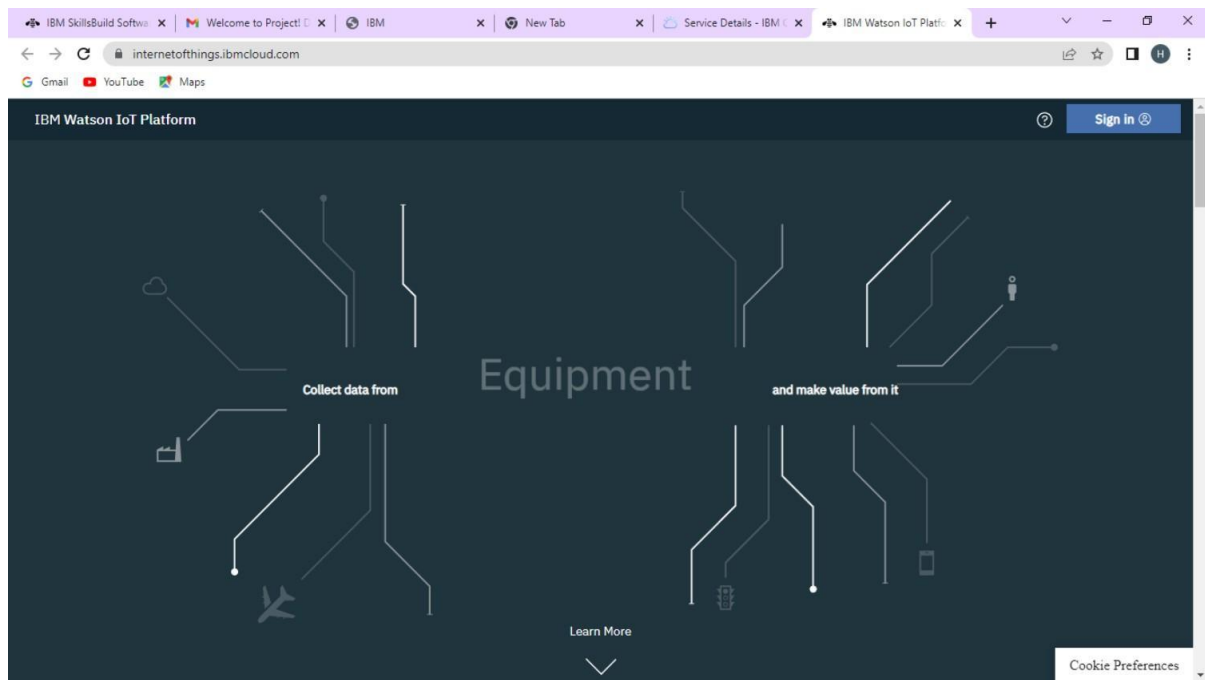 IBM SkillsBuild Softwa
Welcome to Project! D
IBM
New Tab
Service Details - IBM C
IBM Watson IoT Platfo
internetofthings.ibmcloud.com
H
Gmail
YouTube
Maps
IBM Watson IoT Platform
Sign in
Equipment
Collect data from
and make value from it
Learn More
Cookie Preferences